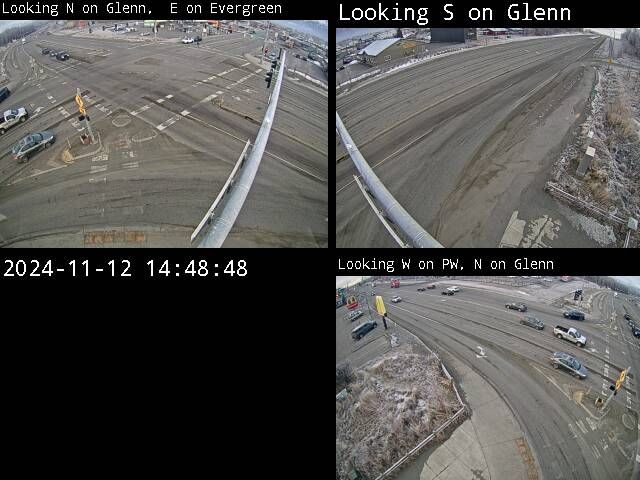 Looking N on Glenn,  E on Evergreen
Looking S on Glenn
2024-11-12 14:48:48
Looking W on PW, N on Glenn